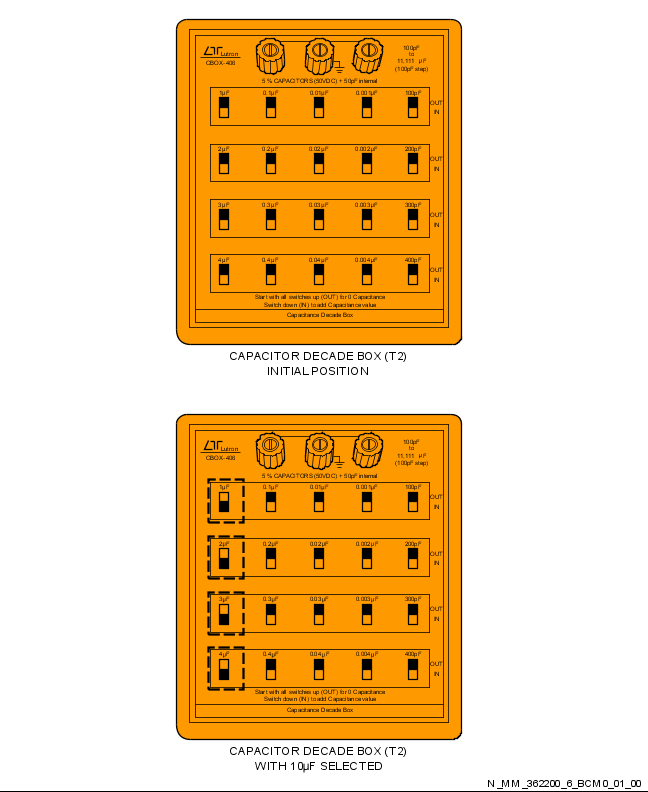 Lutron
CBOX-406
100pF
to
11,111 µF
(100pF step)
5 % CAPACITORS (50VDC) + 50pF internal
1µF 0.1µF 0.01µF 0.001µF 100pF
OUT
IN
2µF 0.2µF 0.02µF 0.002µF 200pF
OUT
IN
3µF 0.3µF 0.03µF 0.003µF 300pF
OUT
IN
4µF 0.4µF 0.04µF 0.004µF 400pF
OUT
IN
Start with all switches up (OUT) for 0 Capacitance
Switch down (IN) to add Capacitance value
Capacitance Decade Box
CAPACITOR DECADE BOX (T2)
INITIAL POSITION
Lutron
CBOX-406
100pF
to
11,111 µF
(100pF step)
5 % CAPACITORS (50VDC) + 50pF internal
1µF 0.1µF 0.01µF 0.001µF 100pF
OUT
IN
2µF 0.2µF 0.02µF 0.002µF 200pF
OUT
IN
3µF 0.3µF 0.03µF 0.003µF 300pF
OUT
IN
4µF 0.4µF 0.04µF 0.004µF 400pF
OUT
IN
Start with all switches up (OUT) for 0 Capacitance
Switch down (IN) to add Capacitance value
Capacitance Decade Box
CAPACITOR DECADE BOX (T2)
WITH 10µF SELECTED
N_MM_362200_6_BCM0_01_00